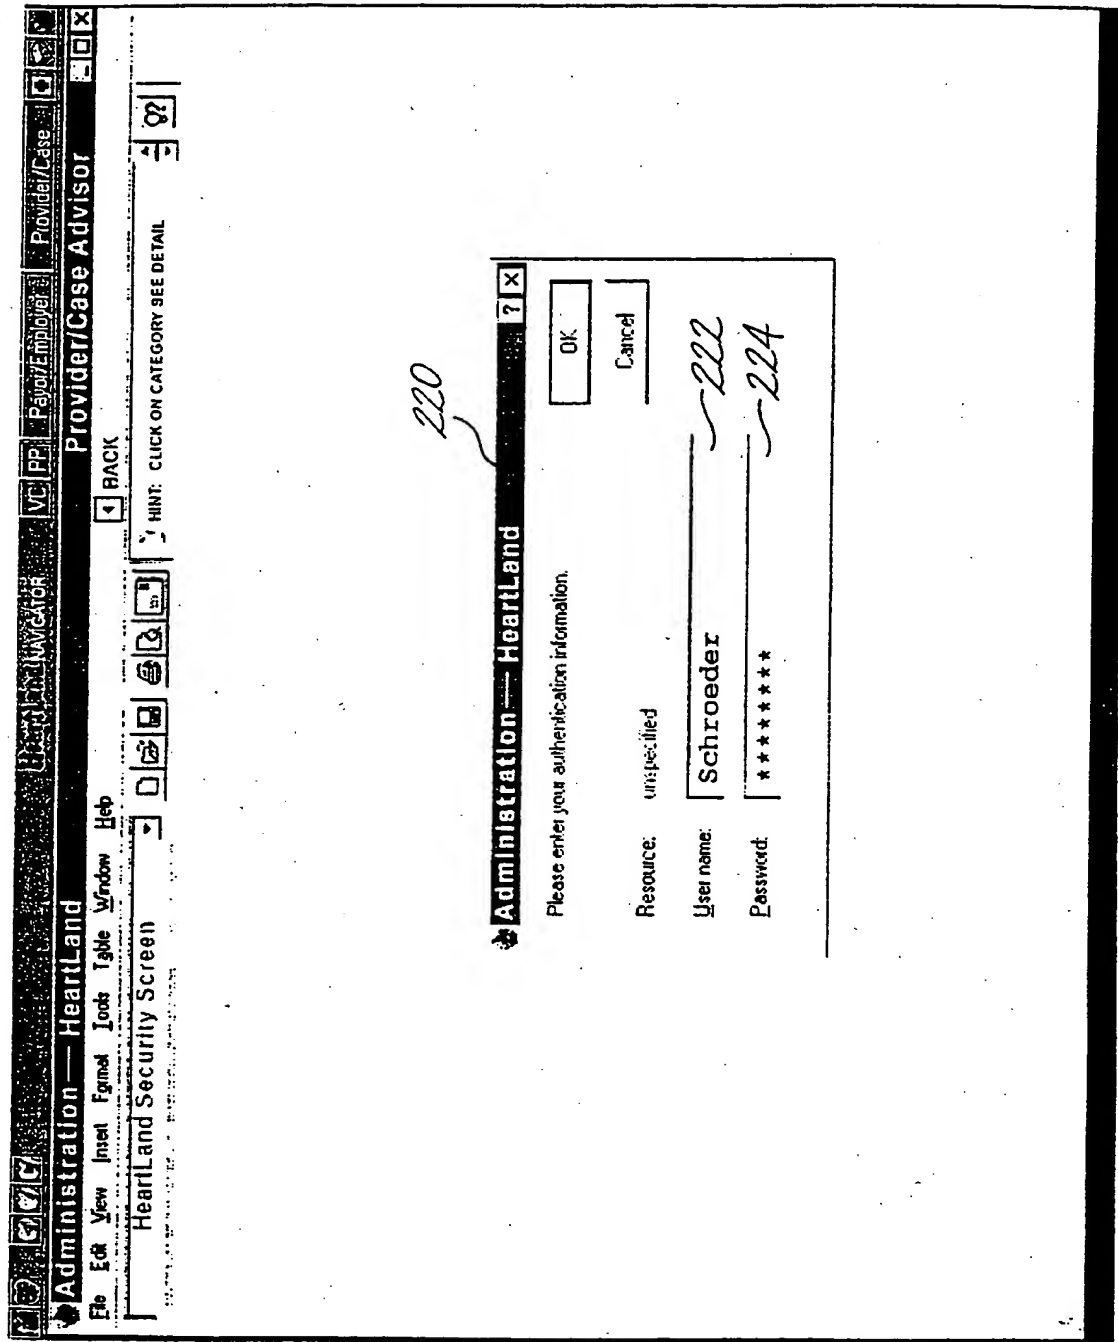 NAVIGATOR VC PP Payor/Employer Provider/Case
Administration — HeartLand Provider/Case Advisor
File Edit View Insert Format Tools Table Window Help BACK
HeartLand Security Screen HINT: CLICK ON CATEGORY SEE DETAIL
220
Administration — HeartLand ? X
Please enter your authentication information.
OK
Resource: unspecified
Cancel
User name: Schroeder 222
Password: ******** 224